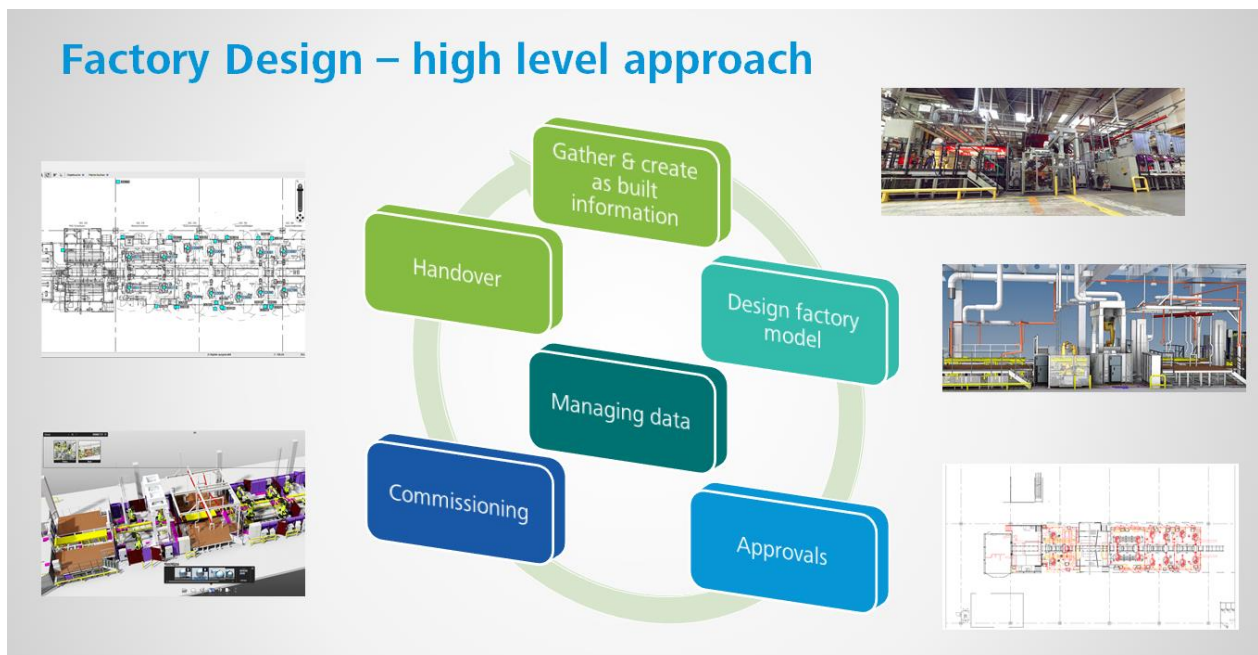 Factory Design – high level approach
Gather & create
as built
information
Handover
Design factory
model
Managing data
Commissioning
Approvals